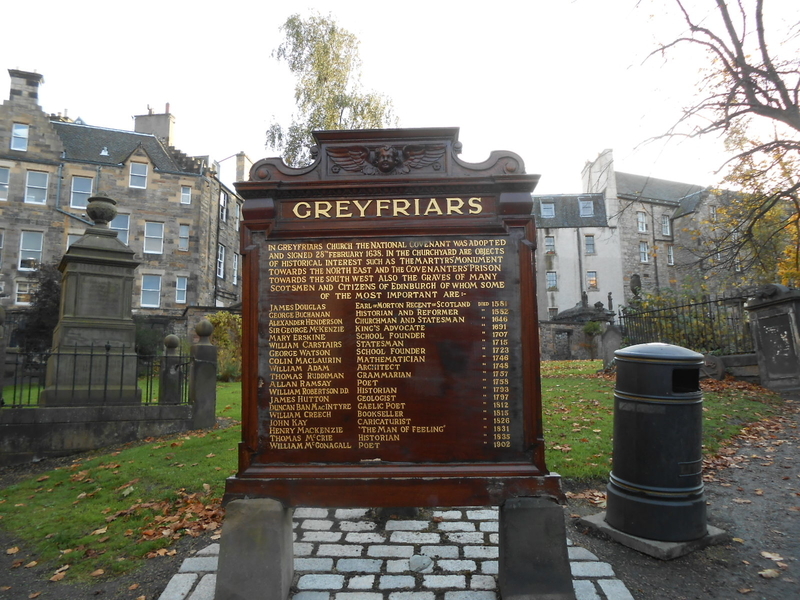 GREYFRIARS
IN GREYFRIARS CHURCH THE NATIONAL COVENANT WAS ADOPTED
AND SIGNED 28TH FEBRUARY 1638. IN THE CHURCHYARD ARE OBJECTS
OF HISTORICAL INTEREST SUCH AS THE MARTYRS' MONUMENT
TOWARDS THE NORTH EAST AND THE COVENANTERS' PRISON
TOWARDS THE SOUTH WEST ALSO THE GRAVES OF MANY
SCOTSMEN AND CITIZENS OF EDINBURGH OF WHOM SOME
OF THE MOST IMPORTANT ARE:-
JAMES DOUGLAS EARL OF MORTON REGENT OF SCOTLAND DIED 1581
GEORGE BUCHANAN HISTORIAN AND REFORMER " 1582
ALEXANDER HENDERSON CHURCHMAN AND STATESMAN " 1646
SIR GEORGE MCKENZIE KING'S ADVOCATE " 1691
MARY ERSKINE SCHOOL FOUNDER " 1707
WILLIAM CARSTAIRS STATESMAN " 1715
GEORGE WATSON SCHOOL FOUNDER " 1723
COLIN MACLAURIN MATHEMATICIAN " 1746
WILLIAM ADAM ARCHITECT " 1748
THOMAS RUDDIMAN GRAMMARIAN " 1757
ALLAN RAMSAY POET " 1758
WILLIAM ROBERTSON D.D. HISTORIAN " 1793
JAMES HUTTON GEOLOGIST " 1797
DUNCAN BAN MACINTYRE GAELIC POET " 1812
WILLIAM CREECH BOOKSELLER " 1815
JOHN KAY CARICATURIST " 1826
HENRY MACKENZIE "THE MAN OF FEELING" " 1831
THOMAS MCCRIE HISTORIAN " 1835
WILLIAM MCGONAGALL POET " 1902